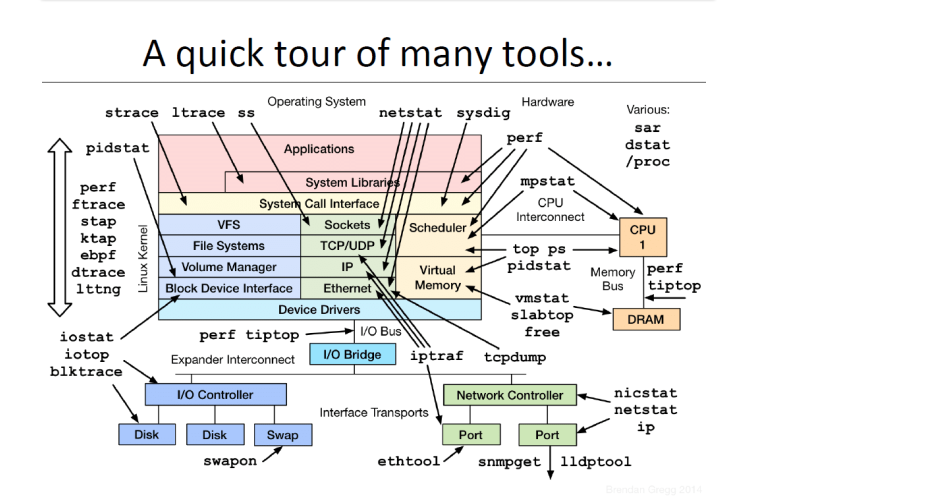 A quick tour of many tools...
Operating System
Hardware
Various:
strace ltrace ss
netstat sysdig
sar
dstat
/proc
perf
pidstat
Applications
System Libraries
System Call Interface
mpstat
CPU
Interconnect
perf
ftrace
stap
ktap
ebpf
dtrace
lttng
Linux Kernel
VFS
Sockets
Scheduler
File Systems
TCP/UDP
Volume Manager
IP
Virtual
Memory
Block Device Interface
Ethernet
Device Drivers
CPU
1
top ps
pidstat
Memory
Bus
perf
tiptop
vmstat
slabtop
free
DRAM
iostat
iotop
blktrace
perf tiptop
I/O Bus
I/O Bridge
iptraf
tcpdump
Expander Interconnect
I/O Controller
Interface Transports
Network Controller
nicstat
netstat
ip
Disk
Disk
Swap
Port
Port
swapon
ethtool
snmpget
lldptool
Brendan Gregg 2014